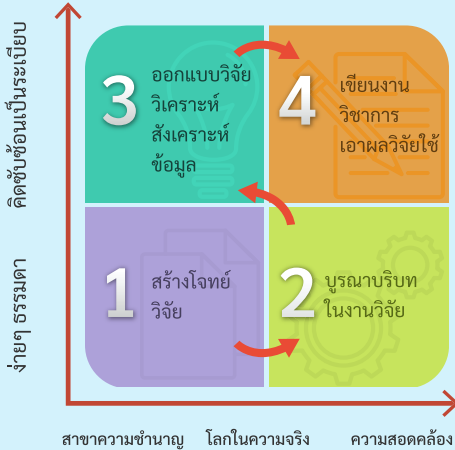 คิดซับซ้อนเป็นระเบียบ
ง่ายๆ ธรรมดา
3
ออกแบบวิจัย
วิเคราะห์
สังเคราะห์
ข้อมูล
4
เขียนงาน
วิชาการ
เอาผลวิจัยใช้
1
สร้างโจทย์
วิจัย
2
บูรณาบริบท
ในงานวิจัย
สาขาความชำนาญ
โลกในความจริง
ความสอดคล้อง